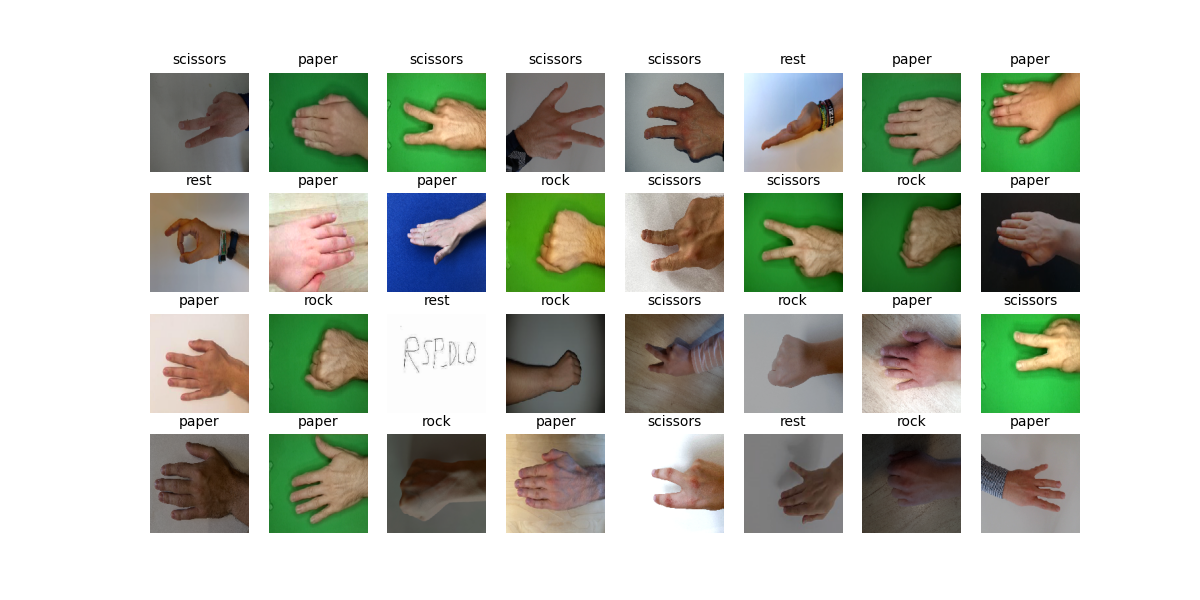 scissors paper scissors scissors scissors rest paper paper
rest paper paper rock scissors scissors rock paper
paper rock rest rock scissors rock paper scissors
RSP_DLO
paper paper rock paper scissors rest rock paper